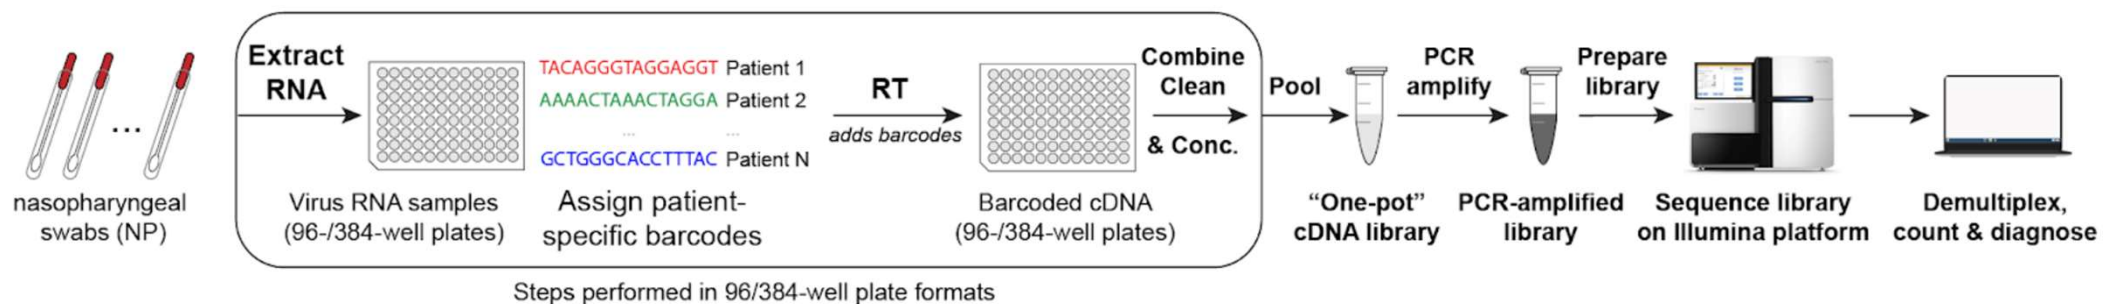 nasopharyngeal
swabs (NP)
...
Extract
RNA
Virus RNA samples
(96-/384-well plates)
TACAGGGTAGGAGGT Patient 1
AAAACTAAACTAGGA Patient 2
... ...
GCTGGGCACCTTTAC Patient N
Assign patient-
specific barcodes
RT
adds barcodes
Barcoded cDNA
(96-/384-well plates)
Combine
Clean
& Conc.
Steps performed in 96/384-well plate formats
Pool
“One-pot”
cDNA library
PCR
amplify
PCR-amplified
library
Prepare
library
Sequence library
on Illumina platform
Demultiplex,
count & diagnose